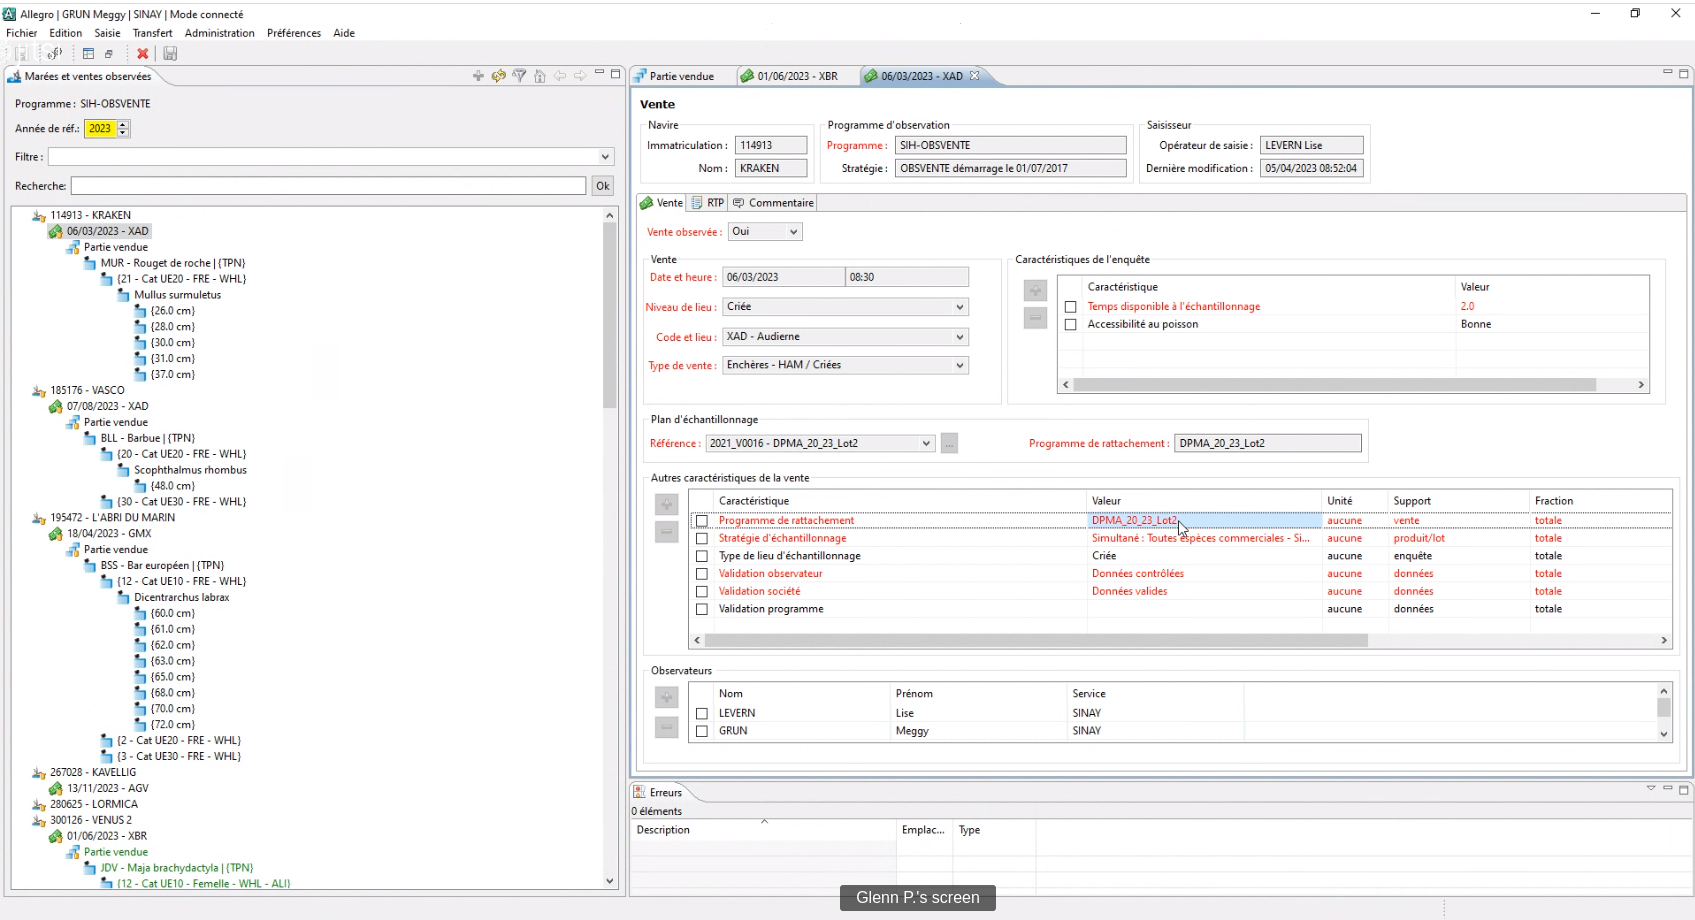 Allegro | GRUN Meggy | SINAY | Mode connecté
Fichier Edition Saisie Transfert Administration Préférences Aide
Marées et ventes observées
Programme : SIH-OBSVENTE
Année de réf.: 2023
Filtre :
Recherche: Ok
114913 - KRAKEN
06/03/2023 - XAD
Partie vendue
MUR - Rouget de roche | {TPN}
{21 - Cat UE20 - FRE - WHL}
Mullus surmuletus
{26.0 cm}
{28.0 cm}
{30.0 cm}
{31.0 cm}
{37.0 cm}
185176 - VASCO
07/08/2023 - XAD
Partie vendue
BLL - Barbue | {TPN}
{20 - Cat UE20 - FRE - WHL}
Scophthalmus rhombus
{48.0 cm}
{30 - Cat UE30 - FRE - WHL}
195472 - L'ABRI DU MARIN
18/04/2023 - GMX
Partie vendue
BSS - Bar européen | {TPN}
{12 - Cat UE10 - FRE - WHL}
Dicentrarchus labrax
{60.0 cm}
{61.0 cm}
{62.0 cm}
{63.0 cm}
{65.0 cm}
{68.0 cm}
{70.0 cm}
{72.0 cm}
{2 - Cat UE20 - FRE - WHL}
{3 - Cat UE30 - FRE - WHL}
267028 - KAVELLIG
13/11/2023 - AGV
280625 - LORMICA
300126 - VENUS 2
01/06/2023 - XBR
Partie vendue
JDV - Maja brachydactyla | {TPN}
{12 - Cat UE10 - Femelle - WHL - ALI}
Partie vendue 01/06/2023 - XBR 06/03/2023 - XAD
Vente
Navire Programme d'observation Saisisseur
Immatriculation : 114913 Programme : SIH-OBSVENTE Opérateur de saisie : LEVERN Lise
Nom : KRAKEN Stratégie : OBSVENTE démarrage le 01/07/2017 Dernière modification : 05/04/2023 08:52:04
Vente RTP Commentaire
Vente observée : Oui
Vente
Date et heure : 06/03/2023 08:30
Niveau de lieu : Criée
Code et lieu : XAD - Audierne
Type de vente : Enchères - HAM / Criées
Caractéristiques de l'enquête
Caractéristique Valeur
Temps disponible à l'échantillonnage 2.0
Accessibilité au poisson Bonne
Plan d'échantillonnage
Référence : 2021_V0016 - DPMA_20_23_Lot2 ... Programme de rattachement : DPMA_20_23_Lot2
Autres caractéristiques de la vente
Caractéristique Valeur Unité Support Fraction
Programme de rattachement DPMA_20_23_Lot2 aucune vente totale
Stratégie d'échantillonnage Simultané : Toutes espèces commerciales - Si... aucune produit/lot totale
Type de lieu d'échantillonnage Criée aucune enquête totale
Validation observateur Données contrôlées aucune données totale
Validation société Données valides aucune données totale
Validation programme aucune données totale
Observateurs
Nom Prénom Service
LEVERN Lise SINAY
GRUN Meggy SINAY
Erreurs
0 éléments
Description Emplac... Type
Glenn P.'s screen